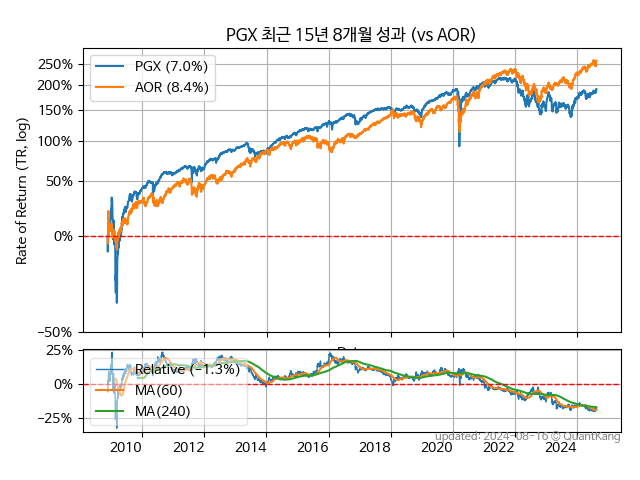 PGX 최근 15년 8개월 성과 (vs AOR)
Rate of Return (TR, log)
250%
200%
150%
100%
50%
0%
−50%
PGX (7.0%)
AOR (8.4%)
25%
0%
−25%
Relative (−1.3%)
MA(60)
MA(240)
2010 2012 2014 2016 2018 2020 2022 2024
updated: 2024-08-16 © QuantKang